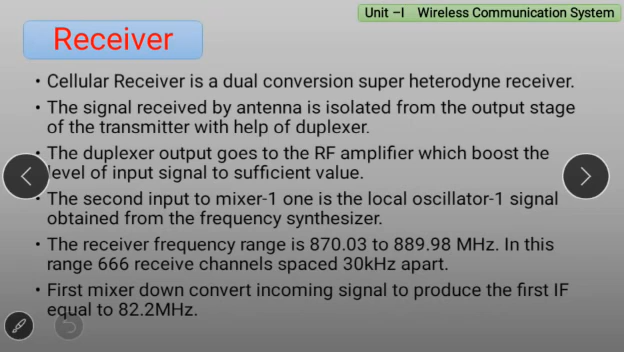 Unit –I Wireless Communication System
Receiver
• Cellular Receiver is a dual conversion super heterodyne receiver.
• The signal received by antenna is isolated from the output stage
of the transmitter with help of duplexer.
• The duplexer output goes to the RF amplifier which boost the
level of input signal to sufficient value.
• The second input to mixer-1 one is the local oscillator-1 signal
obtained from the frequency synthesizer.
• The receiver frequency range is 870.03 to 889.98 MHz. In this
range 666 receive channels spaced 30kHz apart.
• First mixer down convert incoming signal to produce the first IF
equal to 82.2MHz.